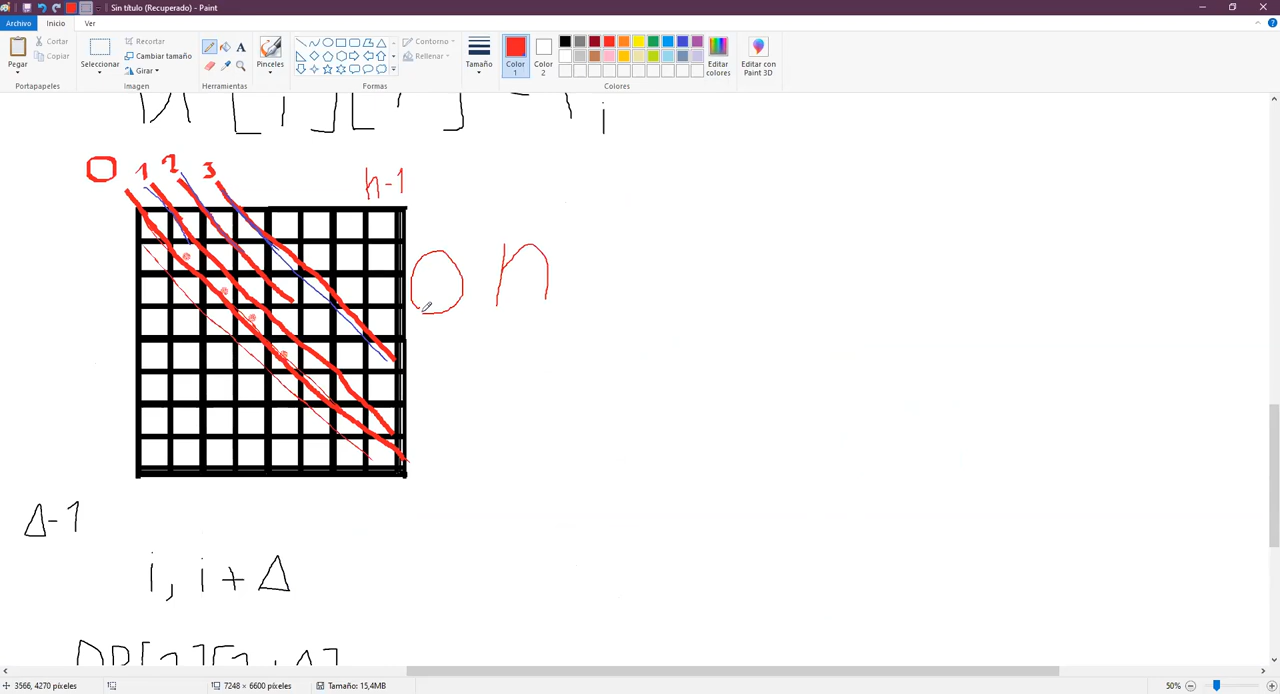 Sin título (Recuperado) - Paint
Archivo Inicio Ver
Pegar
Cortar
Copiar
Portapapeles
Seleccionar
Recortar
Cambiar tamaño
Girar
Imagen
Herramientas
A
Pinceles
Contorno
Rellenar
Formas
Tamaño
Color 1
Color 2
Editar colores
Colores
Editar con Paint 3D
i
0 1 2 3 n-1
0 n
Δ-1
i, i + Δ
3566, 4270 píxeles
7248 × 6600 píxeles
Tamaño: 15,4MB
50%